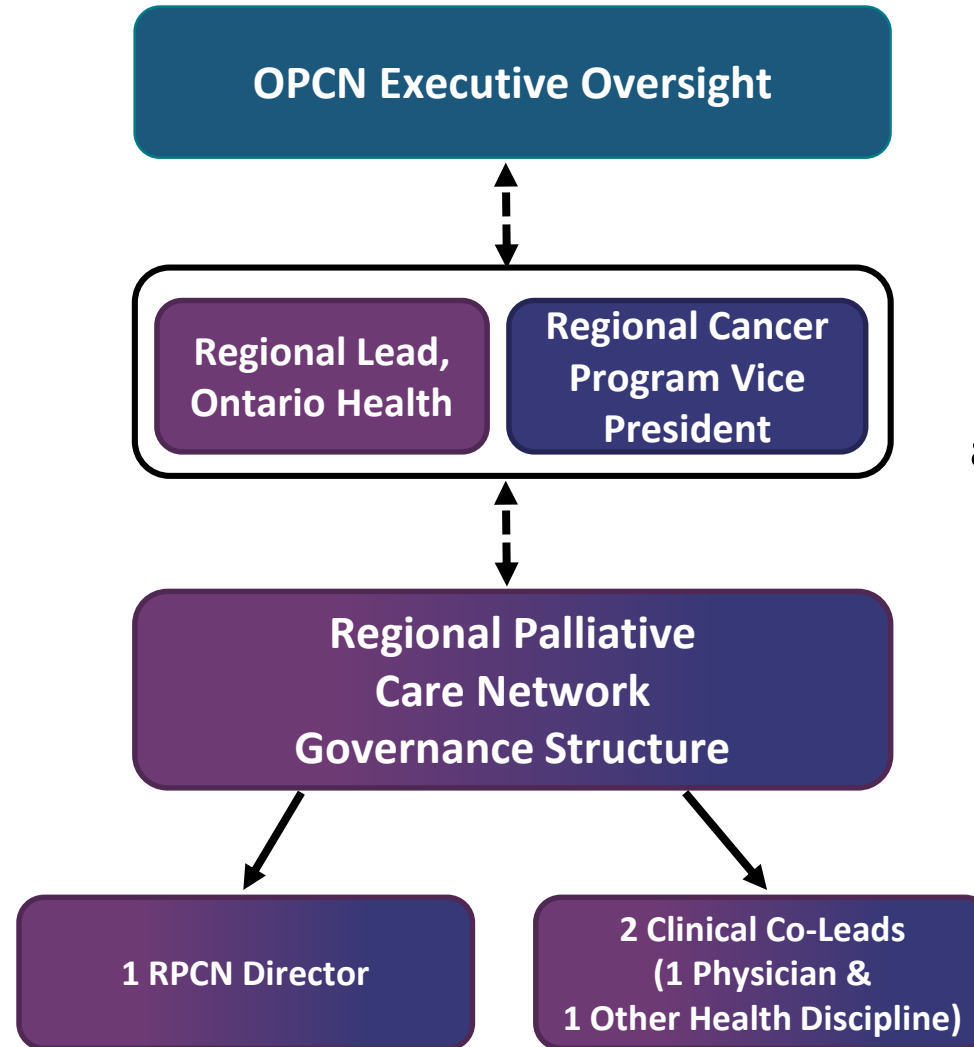 OPCN Executive Oversight
Regional Lead,
Ontario Health
Regional Cancer
Program Vice
President
Regional Palliative
Care Network
Governance Structure
1 RPCN Director
2 Clinical Co-Leads
(1 Physician &
1 Other Health Discipline)